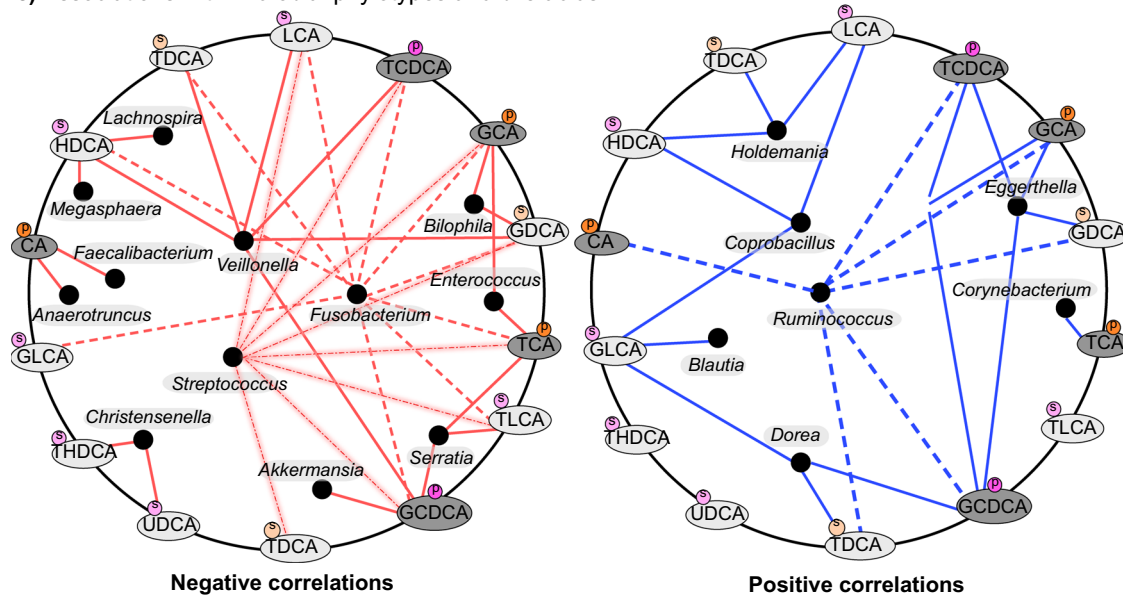 s
LCA
p
TCDCA
s
TDCA
p
GCA
s
HDCA
Lachnospira
Megasphaera
Bilophila
s
GDCA
p
CA
Faecalibacterium
Veillonella
Enterococcus
Anaerotruncus
Fusobacterium
p
TCA
s
GLCA
Streptococcus
s
TLCA
Christensenella
Serratia
s
THDCA
Akkermansia
p
GCDCA
s
UDCA
s
TDCA
Negative correlations
s
LCA
p
TCDCA
s
TDCA
p
GCA
s
HDCA
Holdemania
Eggerthella
s
GDCA
p
CA
Coprobacillus
Corynebacterium
Ruminococcus
p
TCA
s
GLCA
Blautia
s
TLCA
s
THDCA
Dorea
p
GCDCA
s
UDCA
s
TDCA
Positive correlations